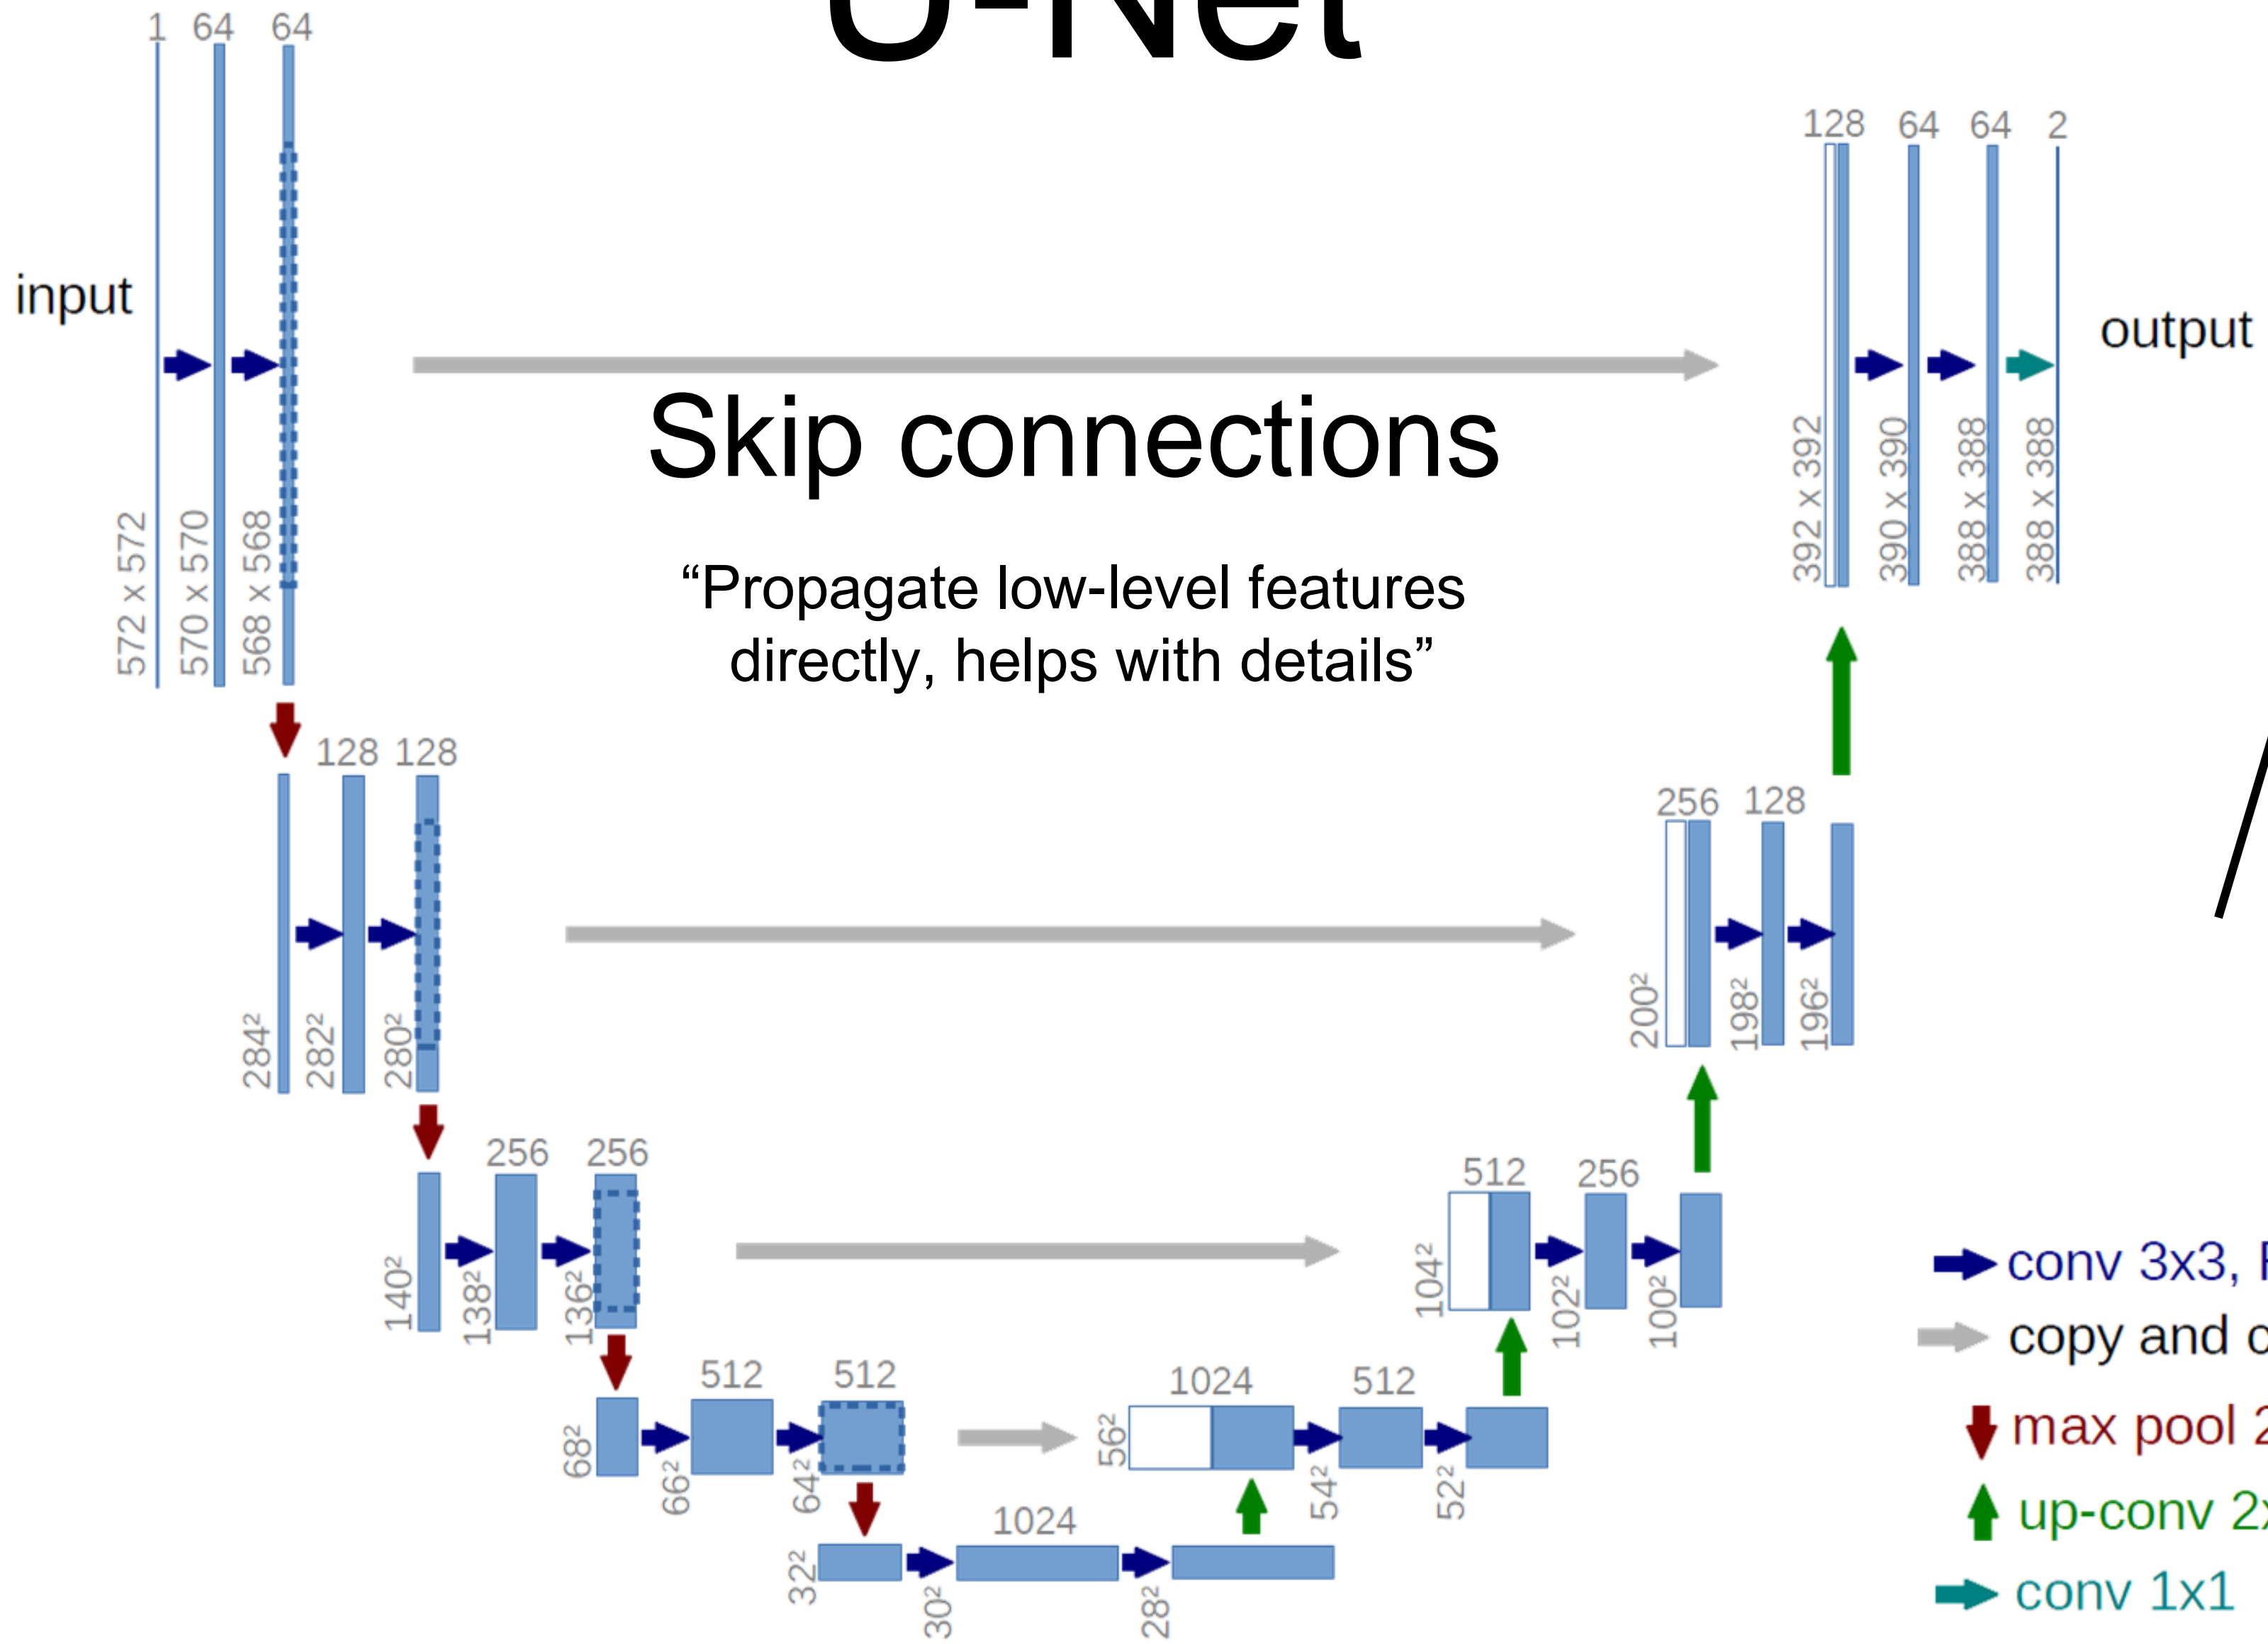 U-Net
1 64 64
128 64 64 2
input
output
Skip connections
572 x 572
570 x 570
568 x 568
392 x 392
390 x 390
388 x 388
388 x 388
“Propagate low-level features
directly, helps with details”
128 128
256 128
284²
282²
280²
200²
198²
196²
256 256
512 256
140²
138²
136²
104²
102²
100²
conv 3x3,
copy and
512 512
1024 512
68²
66²
64²
56²
54²
52²
max pool
up-conv
1024
32²
30²
28²
conv 1x1